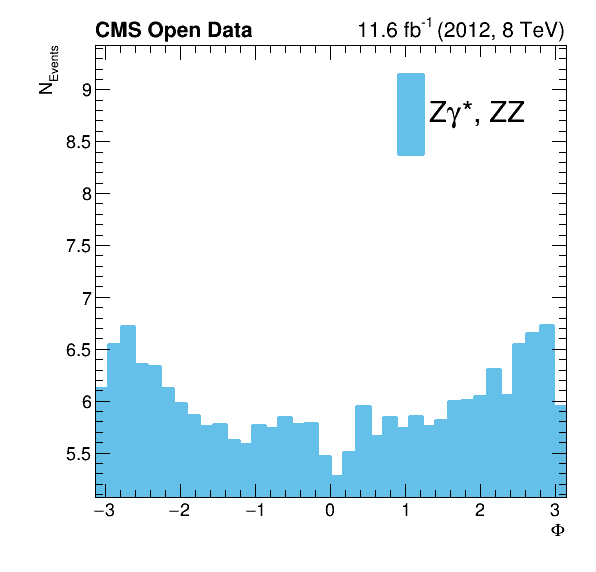 CMS Open Data 11.6 fb⁻¹ (2012, 8 TeV)
N_Events
Zγ*, ZZ
9
8.5
8
7.5
7
6.5
6
5.5
−3 −2 −1 0 1 2 3
Φ